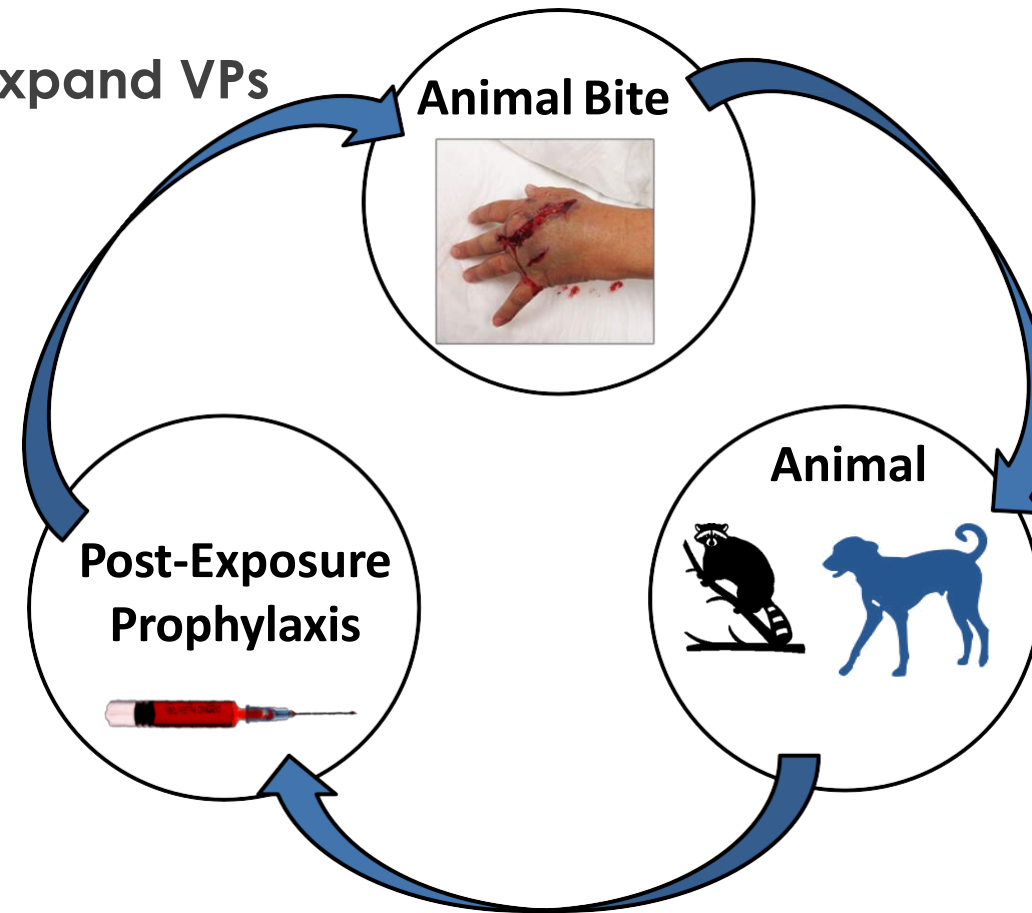 xpand VPs
Animal Bite
Animal
Post-Exposure
Prophylaxis